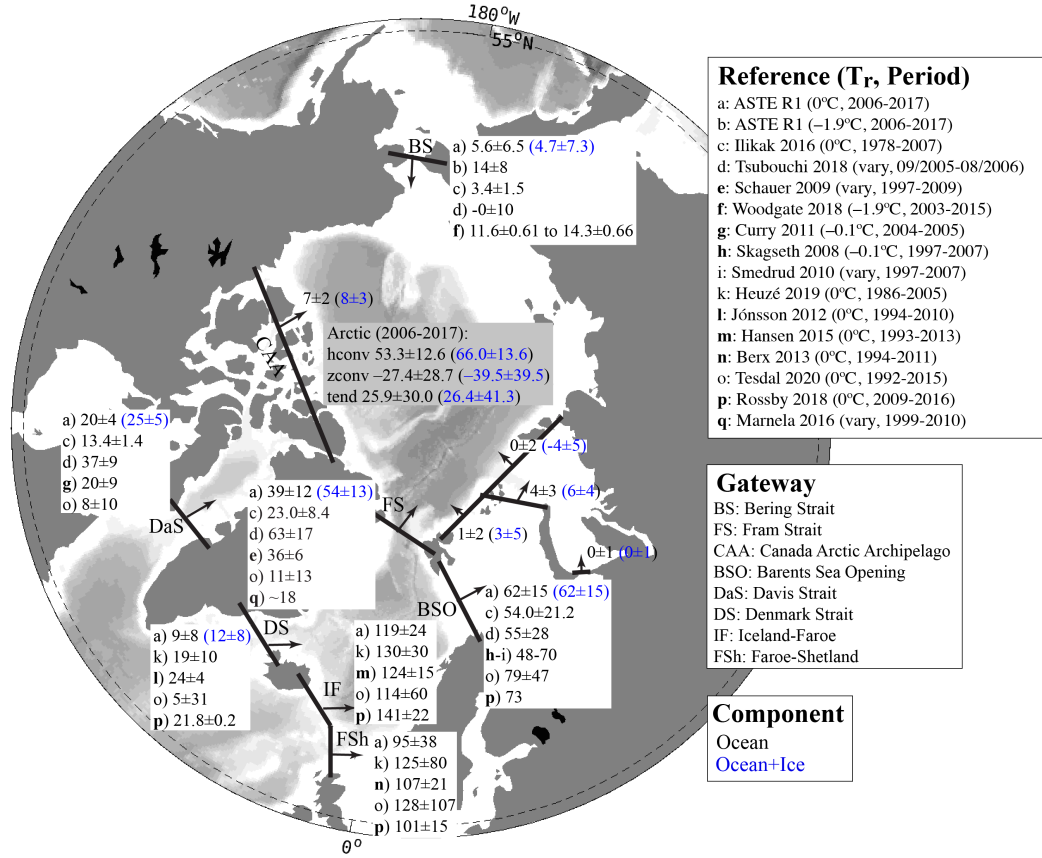 180°W
55°N
BS
a) 5.6±6.5 (4.7±7.3)
b) 14±8
c) 3.4±1.5
d) -0±10
f) 11.6±0.61 to 14.3±0.66
7±2 (8±3)
CAA
Arctic (2006-2017):
hconv 53.3±12.6 (66.0±13.6)
zconv −27.4±28.7 (−39.5±39.5)
tend 25.9±30.0 (26.4±41.3)
a) 20±4 (25±5)
c) 13.4±1.4
d) 37±9
g) 20±9
o) 8±10
DaS
a) 39±12 (54±13)
c) 23.0±8.4
d) 63±17
e) 36±6
o) 11±13
q) ~18
FS
0±2 (-4±5)
4±3 (6±4)
1±2 (3±5)
0±1 (0±1)
BSO
a) 62±15 (62±15)
c) 54.0±21.2
d) 55±28
h-i) 48-70
o) 79±47
p) 73
DS
a) 9±8 (12±8)
k) 19±10
l) 24±4
o) 5±31
p) 21.8±0.2
IF
a) 119±24
k) 130±30
m) 124±15
o) 114±60
p) 141±22
FSh
a) 95±38
k) 125±80
n) 107±21
o) 128±107
p) 101±15
0°
Reference (Tr, Period)
a: ASTE R1 (0°C, 2006-2017)
b: ASTE R1 (−1.9°C, 2006-2017)
c: Ilikak 2016 (0°C, 1978-2007)
d: Tsubouchi 2018 (vary, 09/2005-08/2006)
e: Schauer 2009 (vary, 1997-2009)
f: Woodgate 2018 (−1.9°C, 2003-2015)
g: Curry 2011 (−0.1°C, 2004-2005)
h: Skagseth 2008 (−0.1°C, 1997-2007)
i: Smedrud 2010 (vary, 1997-2007)
k: Heuzé 2019 (0°C, 1986-2005)
l: Jónsson 2012 (0°C, 1994-2010)
m: Hansen 2015 (0°C, 1993-2013)
n: Berx 2013 (0°C, 1994-2011)
o: Tesdal 2020 (0°C, 1992-2015)
p: Rossby 2018 (0°C, 2009-2016)
q: Marnela 2016 (vary, 1999-2010)
Gateway
BS: Bering Strait
FS: Fram Strait
CAA: Canada Arctic Archipelago
BSO: Barents Sea Opening
DaS: Davis Strait
DS: Denmark Strait
IF: Iceland-Faroe
FSh: Faroe-Shetland
Component
Ocean
Ocean+Ice